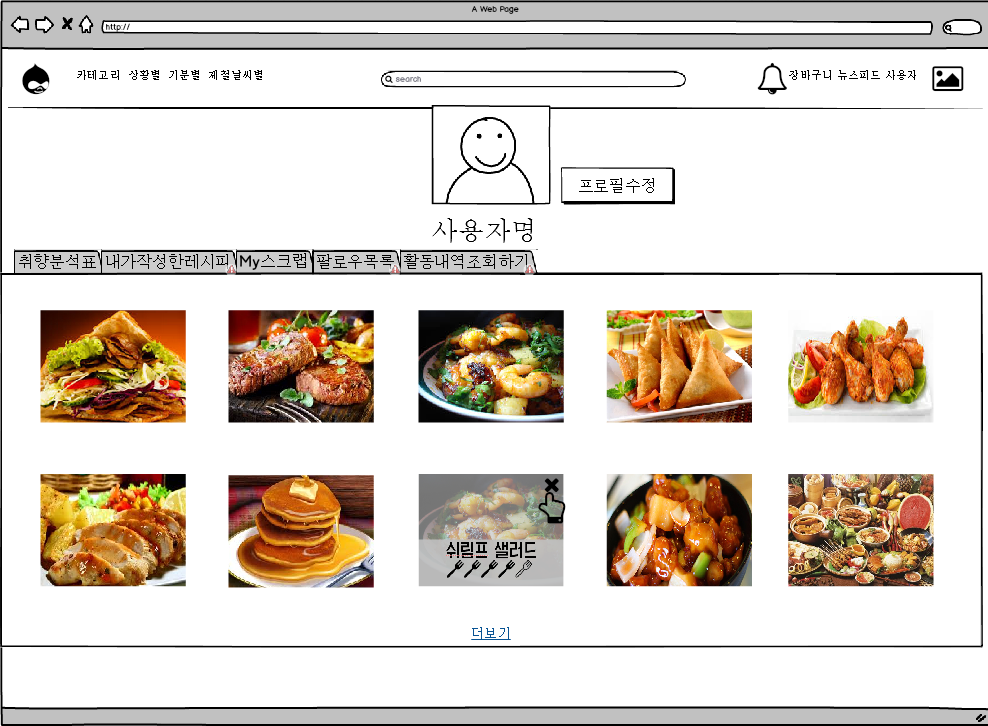 A Web Page
http://
카테고리 상황별 기분별 제철날씨별
search
장바구니 뉴스피드 사용자
프로필수정
사용자명
취향분석표 내가작성한레시피 My스크랩 팔로우목록 활동내역조회하기
쉬림프 샐러드
더보기